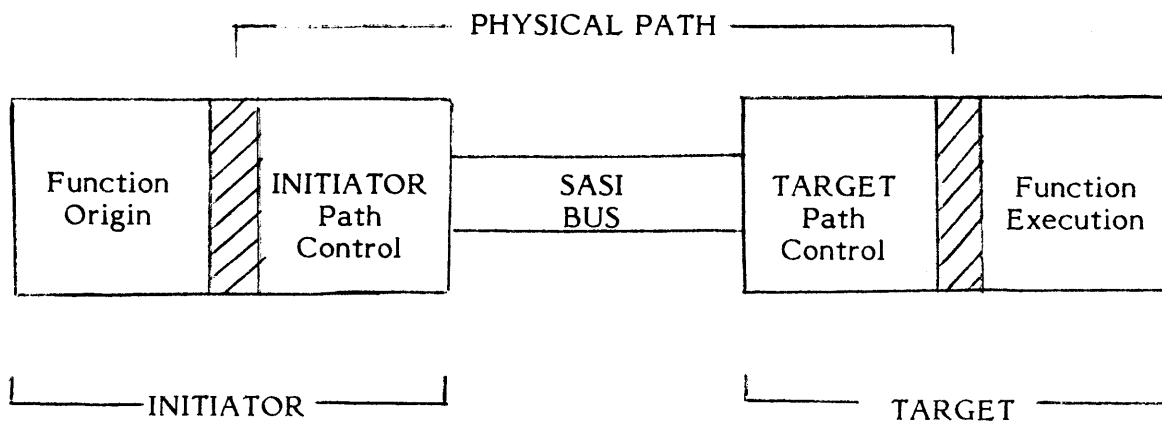 PHYSICAL PATH
Function
Origin
INITIATOR
Path
Control
SASI
BUS
TARGET
Path
Control
Function
Execution
INITIATOR
TARGET